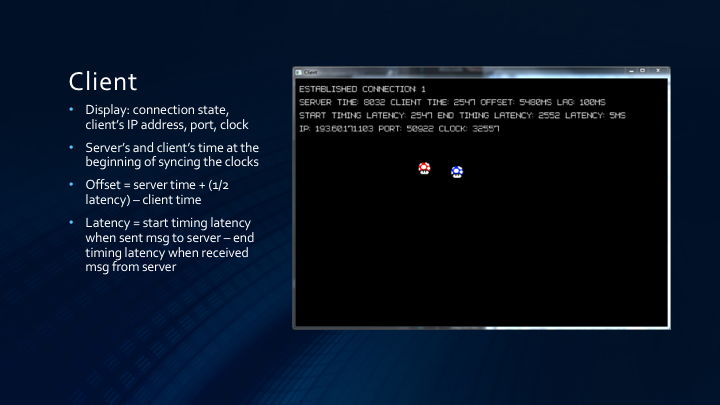 Client
• Display: connection state,
client's IP address, port, clock
• Server's and client's time at the
beginning of syncing the clocks
• Offset = server time + (1/2
latency) – client time
• Latency = start timing latency
when sent msg to server – end
timing latency when received
msg from server
Client
ESTABLISHED CONNECTION: 1
SERVER TIME: 8032 CLIENT TIME: 2547 OFFSET: 5480MS LAG: 100MS
START TIMING LATENCY: 2547 END TIMING LATENCY: 2552 LATENCY: 5MS
IP: 193.60.171.103 PORT: 50922 CLOCK: 32557